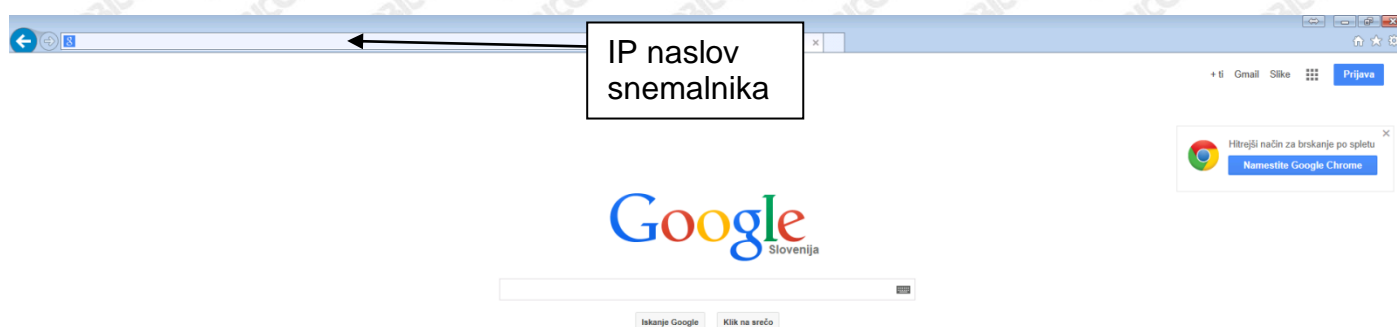 IP naslov
snemalnika
+ ti Gmail Slike Prijava
Hitrejši način za brskanje po spletu
Namestite Google Chrome
Google
Slovenija
Iskanje Google Klik na srečo